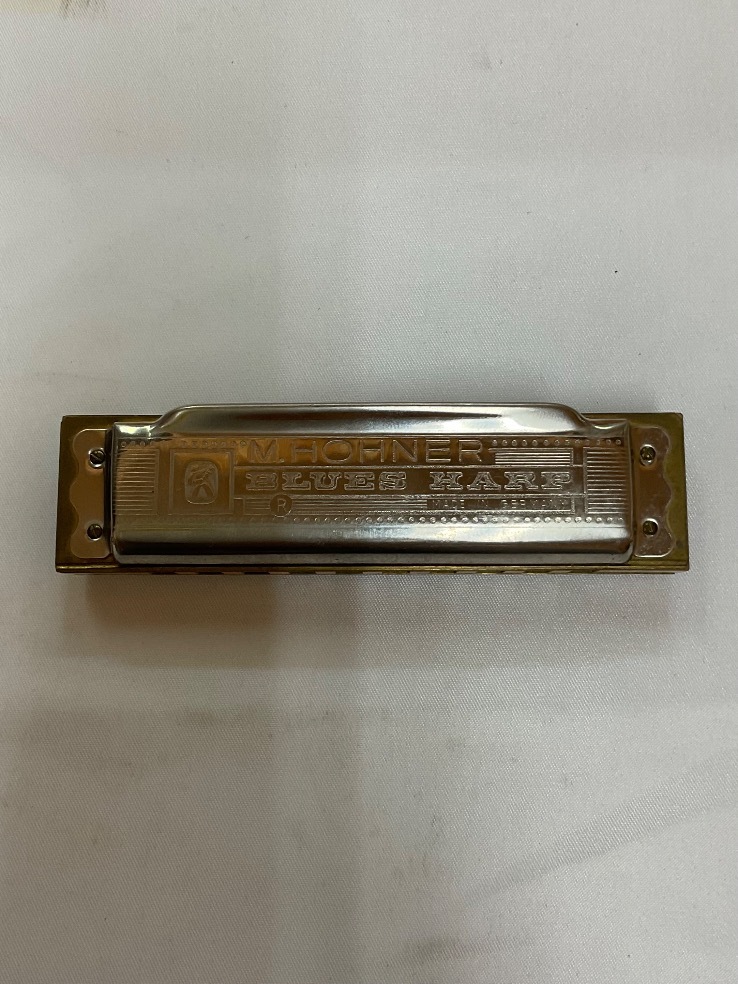 M. HOHNER
BLUES HARP
® MADE IN GERMANY